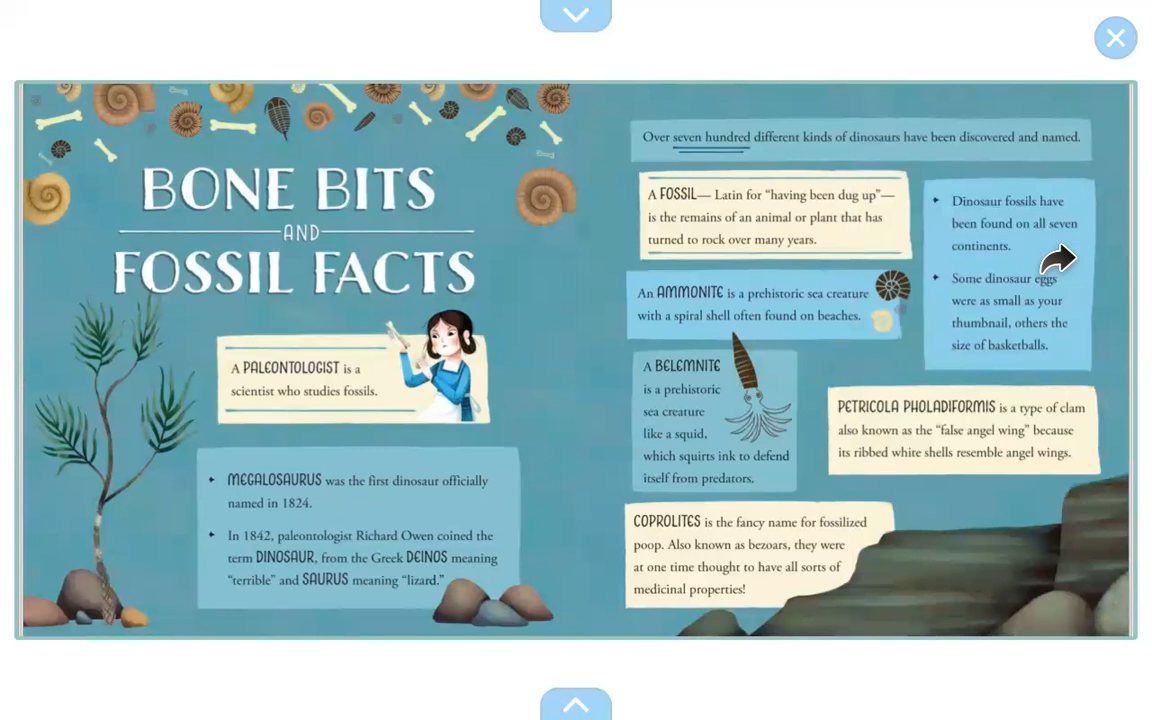 BONE BITS
AND
FOSSIL FACTS
A PALEONTOLOGIST is a
scientist who studies fossils.
MEGALOSAURUS was the first dinosaur officially
named in 1824.
In 1842, paleontologist Richard Owen coined the
term DINOSAUR, from the Greek DEINOS meaning
“terrible” and SAURUS meaning “lizard.”
Over seven hundred different kinds of dinosaurs have been discovered and named.
A FOSSIL— Latin for “having been dug up”—
is the remains of an animal or plant that has
turned to rock over many years.
An AMMONITE is a prehistoric sea creature
with a spiral shell often found on beaches.
A BELEMNITE
is a prehistoric
sea creature
like a squid,
which squirts ink to defend
itself from predators.
COPROLITES is the fancy name for fossilized
poop. Also known as bezoars, they were
at one time thought to have all sorts of
medicinal properties!
Dinosaur fossils have
been found on all seven
continents.
Some dinosaur eggs
were as small as your
thumbnail, others the
size of basketballs.
PETRICOLA PHOLADIFORMIS is a type of clam
also known as the “false angel wing” because
its ribbed white shells resemble angel wings.